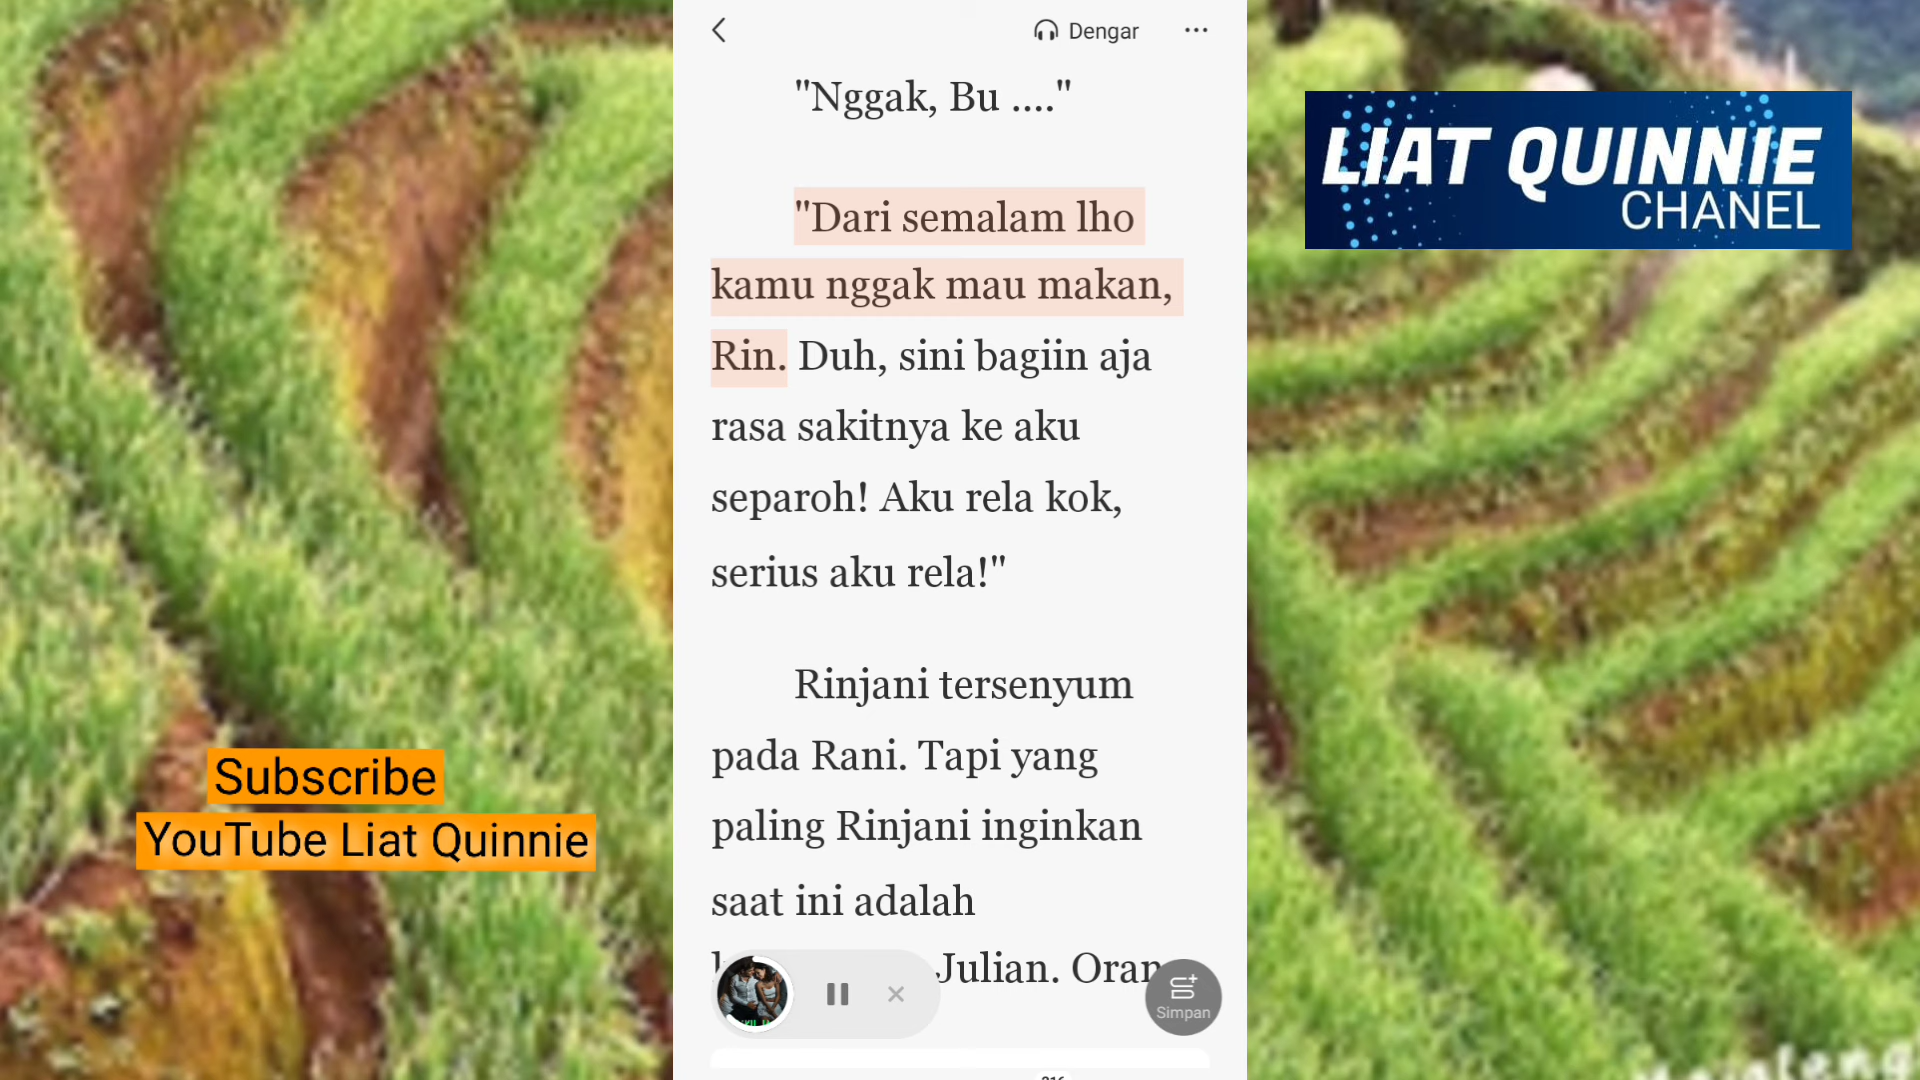 Dengar
"Nggak, Bu ...."
"Dari semalam lho
kamu nggak mau makan,
Rin. Duh, sini bagiin aja
rasa sakitnya ke aku
separoh! Aku rela kok,
serius aku rela!"
Rinjani tersenyum
pada Rani. Tapi yang
paling Rinjani inginkan
saat ini adalah
Julian. Oran
Simpan
LIAT QUINNIE
CHANEL
Subscribe
YouTube Liat Quinnie